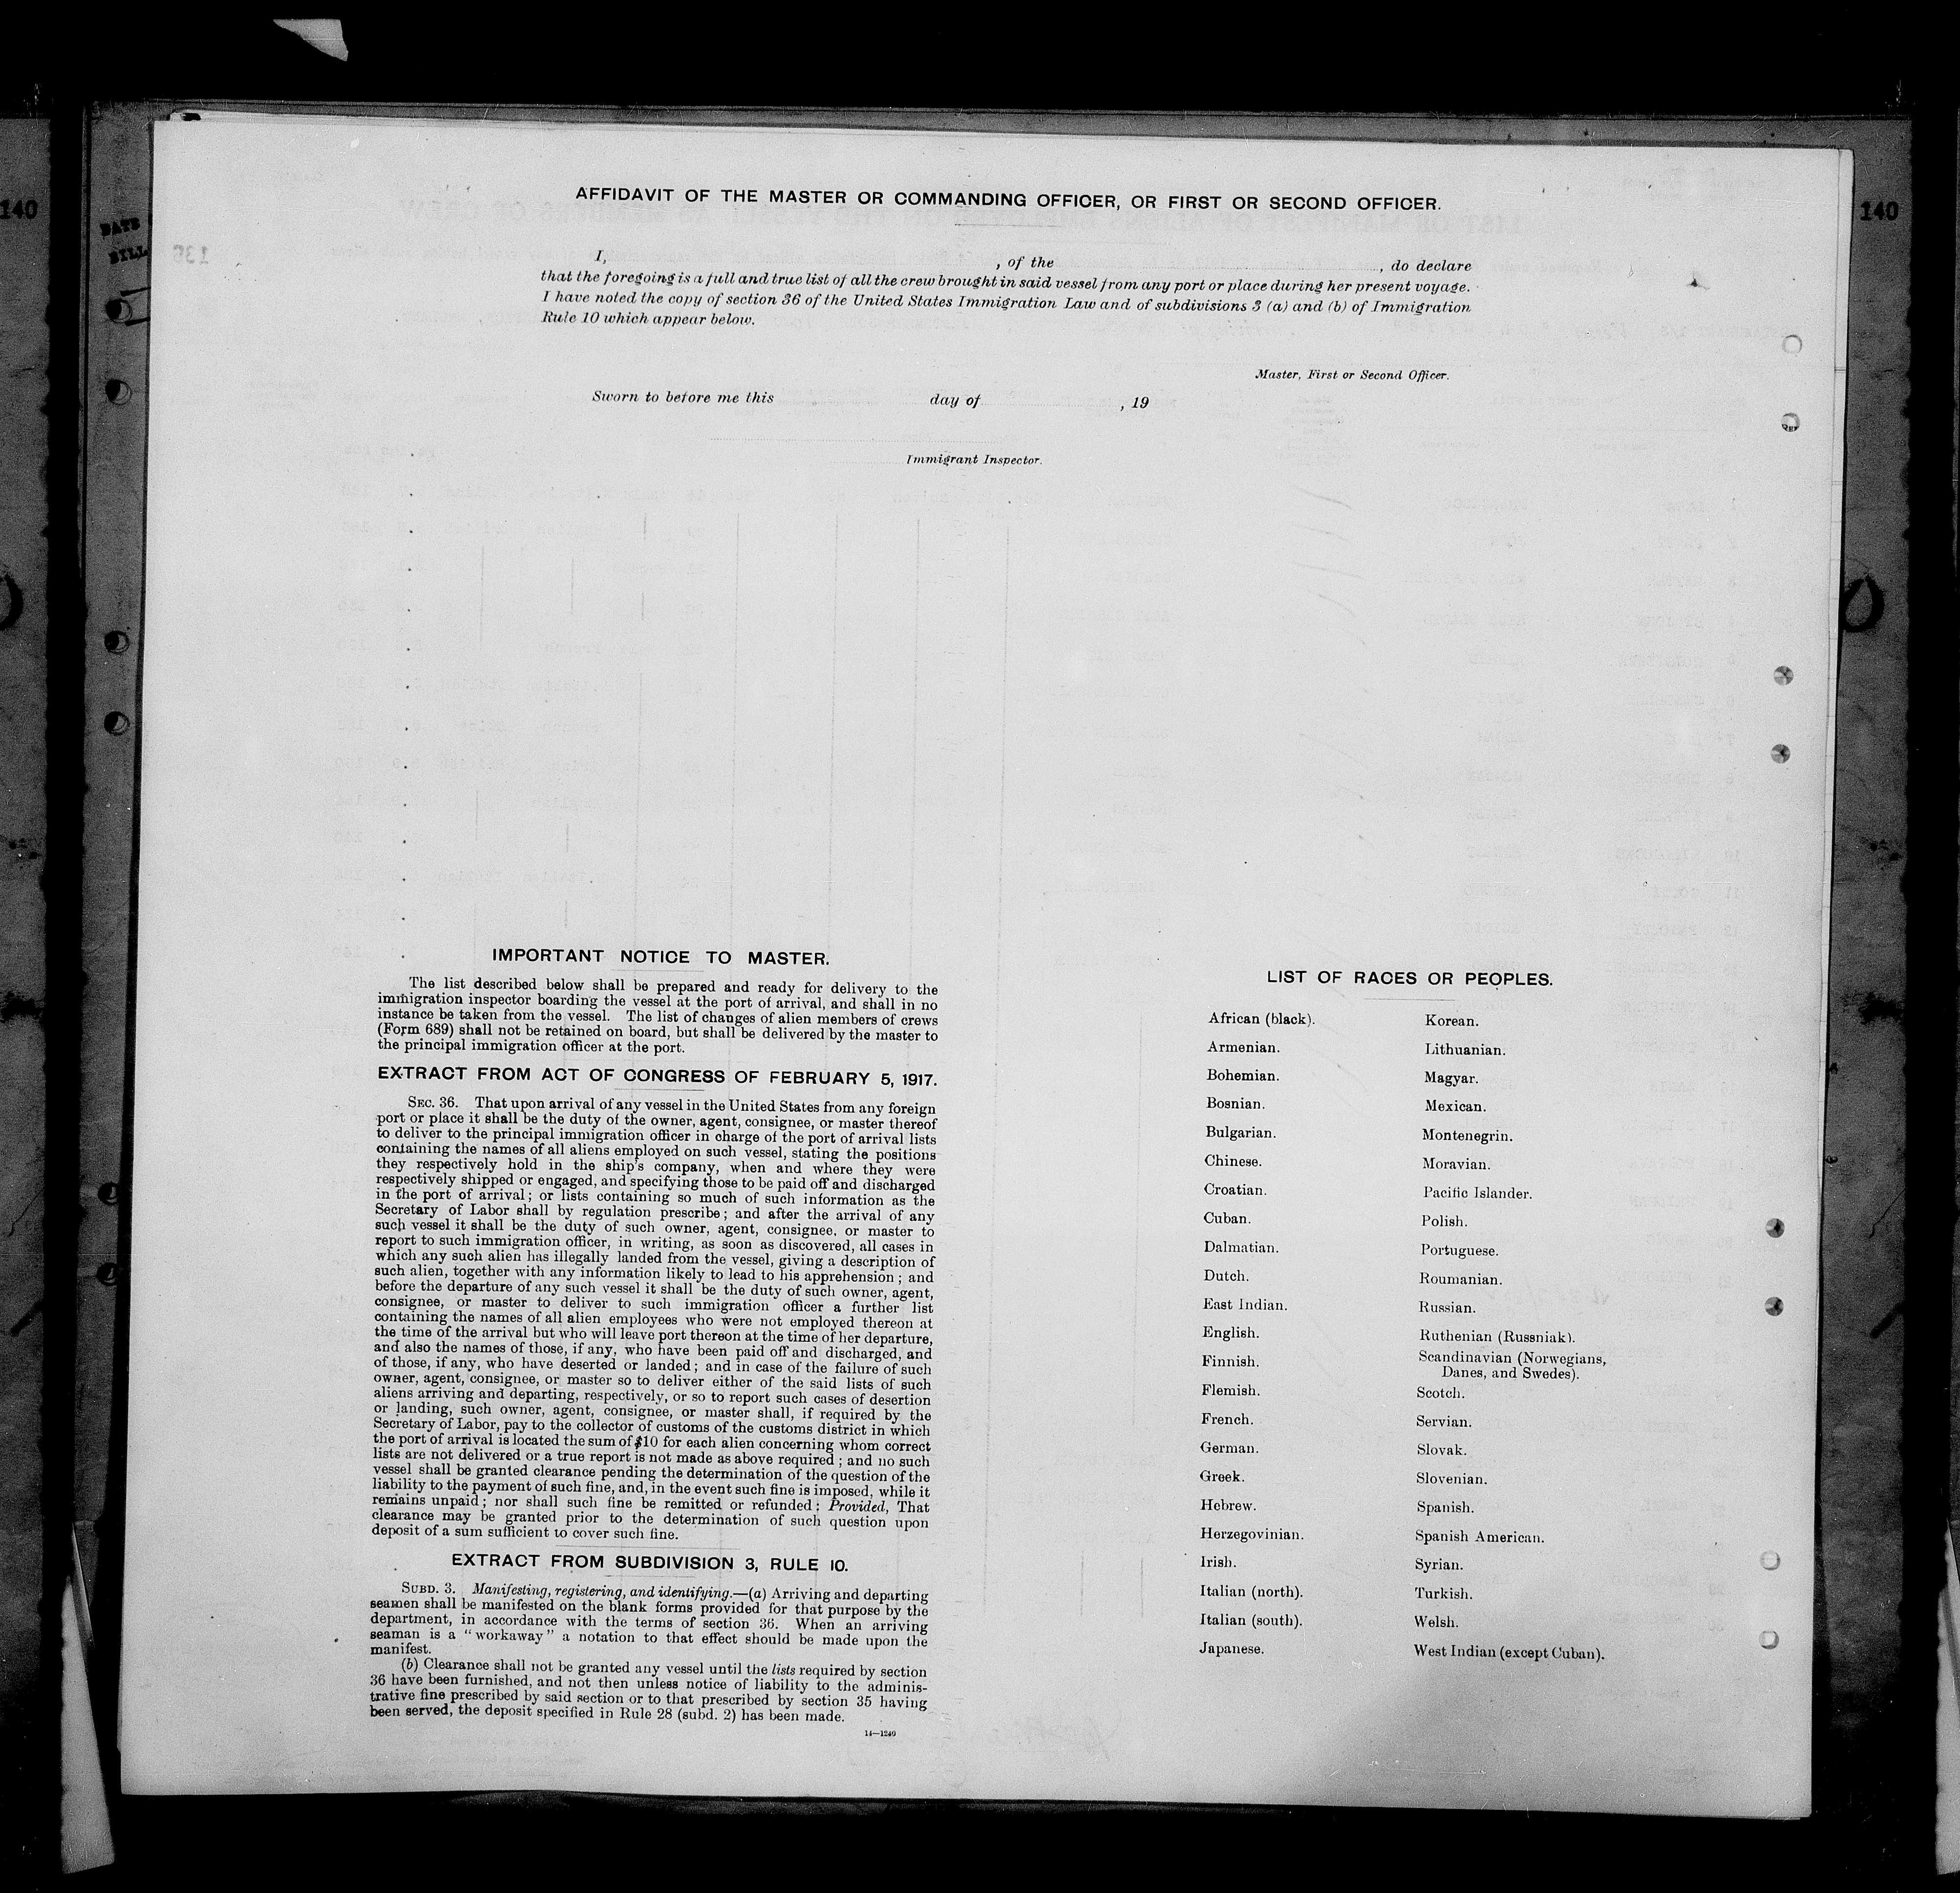 AFFIDAVIT OF THE MASTER OR COMMANDING OFFICER, OR FIRST OR SECOND OFFICER.
140
140
DATE
BILL
I, , of the , do declare
that the foregoing is a full and true list of all the crew brought in said vessel from any port or place during her present voyage.
I have noted the copy of section 36 of the United States Immigration Law and of subdivisions 3 (a) and (b) of Immigration
Rule 10 which appear below.
Master, First or Second Officer.
Sworn to before me this day of , 19
Immigrant Inspector.
IMPORTANT NOTICE TO MASTER.
The list described below shall be prepared and ready for delivery to the
immigration inspector boarding the vessel at the port of arrival, and shall in no
instance be taken from the vessel. The list of changes of alien members of crews
(Form 689) shall not be retained on board, but shall be delivered by the master to
the principal immigration officer at the port.
EXTRACT FROM ACT OF CONGRESS OF FEBRUARY 5, 1917.
SEC. 36. That upon arrival of any vessel in the United States from any foreign
port or place it shall be the duty of the owner, agent, consignee, or master thereof
to deliver to the principal immigration officer in charge of the port of arrival lists
containing the names of all aliens employed on such vessel, stating the positions
they respectively hold in the ship's company, when and where they were
respectively shipped or engaged, and specifying those to be paid off and discharged
in the port of arrival; or lists containing so much of such information as the
Secretary of Labor shall by regulation prescribe; and after the arrival of any
such vessel it shall be the duty of such owner, agent, consignee, or master to
report to such immigration officer, in writing, as soon as discovered, all cases in
which any such alien has illegally landed from the vessel, giving a description of
such alien, together with any information likely to lead to his apprehension; and
before the departure of any such vessel it shall be the duty of such owner, agent,
consignee, or master to deliver to such immigration officer a further list
containing the names of all alien employees who were not employed thereon at
the time of the arrival but who will leave port thereon at the time of her departure,
and also the names of those, if any, who have been paid off and discharged, and
of those, if any, who have deserted or landed; and in case of the failure of such
owner, agent, consignee, or master so to deliver either of the said lists of such
aliens arriving and departing, respectively, or so to report such cases of desertion
or landing, such owner, agent, consignee, or master shall, if required by the
Secretary of Labor, pay to the collector of customs of the customs district in which
the port of arrival is located the sum of $10 for each alien concerning whom correct
lists are not delivered or a true report is not made as above required; and no such
vessel shall be granted clearance pending the determination of the question of the
liability to the payment of such fine, and, in the event such fine is imposed, while it
remains unpaid; nor shall such fine be remitted or refunded: Provided, That
clearance may be granted prior to the determination of such question upon
deposit of a sum sufficient to cover such fine.
EXTRACT FROM SUBDIVISION 3, RULE 10.
SUBD. 3. Manifesting, registering, and identifying.—(a) Arriving and departing
seamen shall be manifested on the blank forms provided for that purpose by the
department, in accordance with the terms of section 36. When an arriving
seaman is a "workaway" a notation to that effect should be made upon the
manifest.
(b) Clearance shall not be granted any vessel until the lists required by section
36 have been furnished, and not then unless notice of liability to the adminis-
trative fine prescribed by said section or to that prescribed by section 35 having
been served, the deposit specified in Rule 28 (subd. 2) has been made.
14—1240
LIST OF RACES OR PEOPLES.
African (black).
Armenian.
Bohemian.
Bosnian.
Bulgarian.
Chinese.
Croatian.
Cuban.
Dalmatian.
Dutch.
East Indian.
English.
Finnish.
Flemish.
French.
German.
Greek.
Hebrew.
Herzegovinian.
Irish.
Italian (north).
Italian (south).
Japanese.
Korean.
Lithuanian.
Magyar.
Mexican.
Montenegrin.
Moravian.
Pacific Islander.
Polish.
Portuguese.
Roumanian.
Russian.
Ruthenian (Russniak).
Scandinavian (Norwegians,
Danes, and Swedes).
Scotch.
Servian.
Slovak.
Slovenian.
Spanish.
Spanish American.
Syrian.
Turkish.
Welsh.
West Indian (except Cuban).